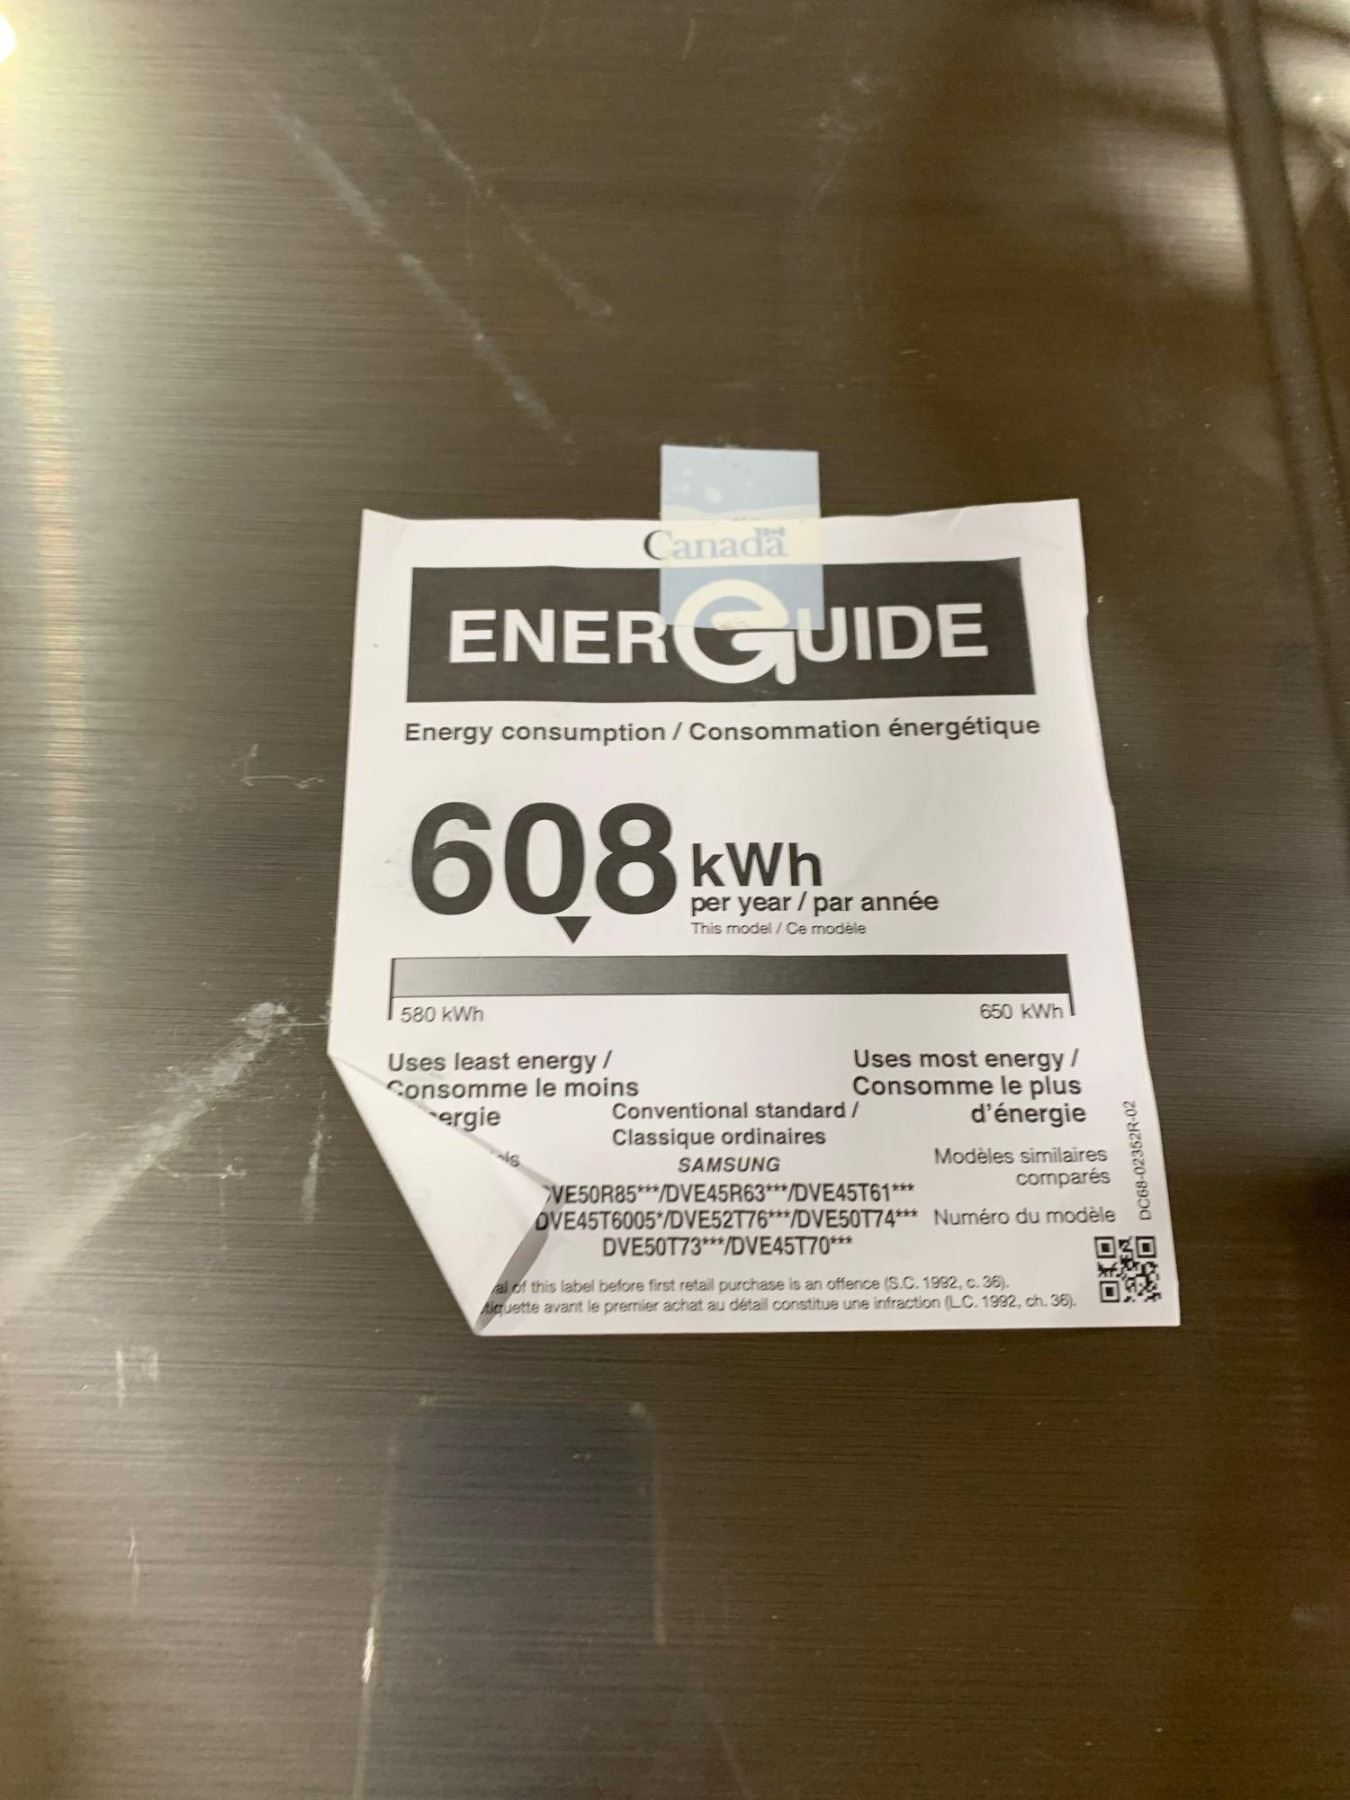 Canada
ENERGUIDE
Energy consumption / Consommation énergétique
608 kWh
per year / par année
This model / Ce modèle
580 kWh
650 kWh
Uses least energy /
Consomme le moins
Uses most energy /
Consomme le plus
d'énergie
Conventional standard /
Classique ordinaires
SAMSUNG
Modèles similaires
comparés
VE50R85***/DVE45R63***/DVE45T61***
DVE45T6005*/DVE52T76***/DVE50T74***
Numéro du modèle
DVE50T73***/DVE45T70***
of this label before first retail purchase is an offence (S.C. 1992, c. 36).
avant le premier achat au détail constitue une infraction (L.C. 1992, ch. 36).
DC68-02352R-02